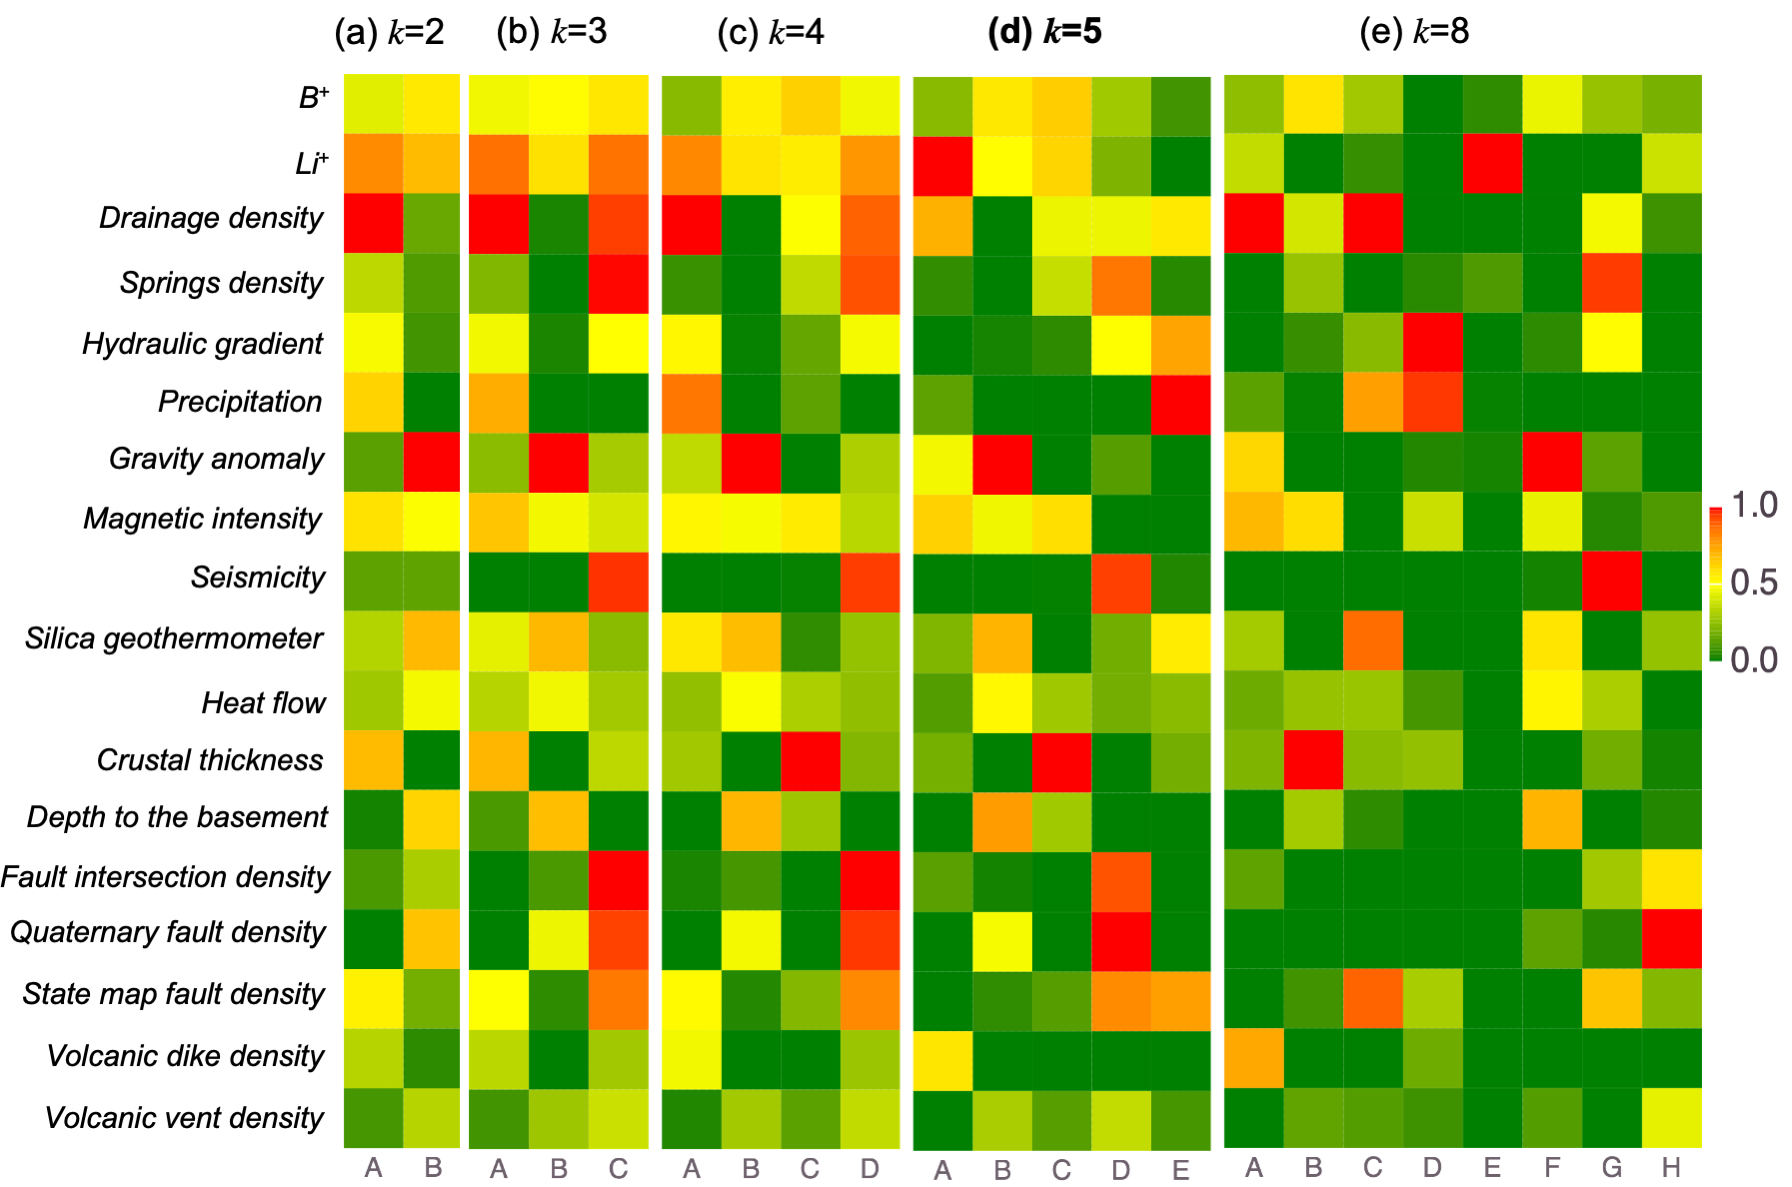 (a) k=2 (b) k=3 (c) k=4 (d) k=5 (e) k=8
B⁺
Li⁺
Drainage density
Springs density
Hydraulic gradient
Precipitation
Gravity anomaly
Magnetic intensity
1.0
Seismicity
0.5
Silica geothermometer
0.0
Heat flow
Crustal thickness
Depth to the basement
Fault intersection density
Quaternary fault density
State map fault density
Volcanic dike density
Volcanic vent density
A B A B C A B C D A B C D E A B C D E F G H